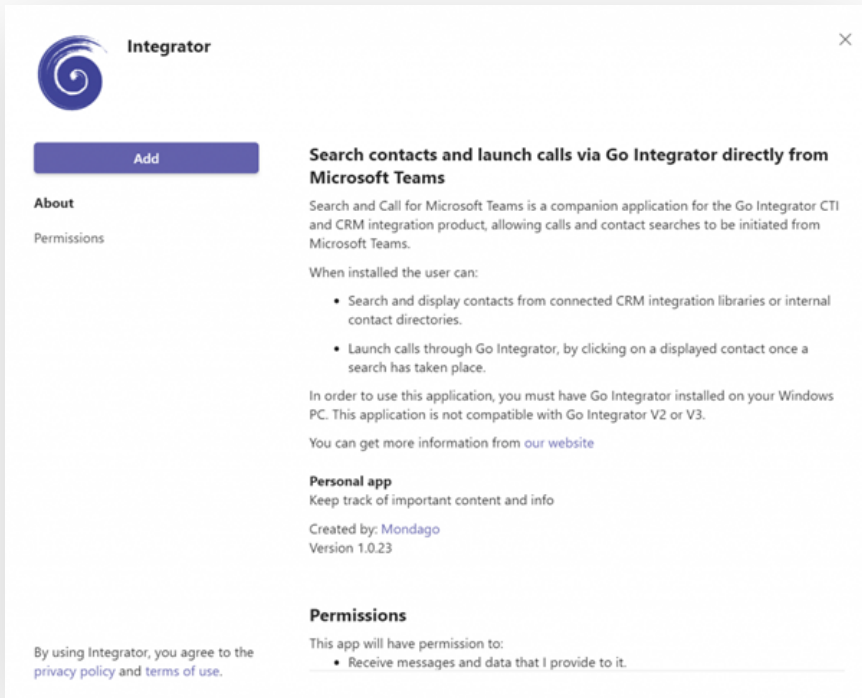 Integrator
Add
About
Permissions
Search contacts and launch calls via Go Integrator directly from
Microsoft Teams
Search and Call for Microsoft Teams is a companion application for the Go Integrator CTI
and CRM integration product, allowing calls and contact searches to be initiated from
Microsoft Teams.
When installed the user can:
• Search and display contacts from connected CRM integration libraries or internal
contact directories.
• Launch calls through Go Integrator, by clicking on a displayed contact once a
search has taken place.
In order to use this application, you must have Go Integrator installed on your Windows
PC. This application is not compatible with Go Integrator V2 or V3.
You can get more information from our website
Personal app
Keep track of important content and info
Created by: Mondago
Version 1.0.23
Permissions
This app will have permission to:
• Receive messages and data that I provide to it.
By using Integrator, you agree to the
privacy policy and terms of use.